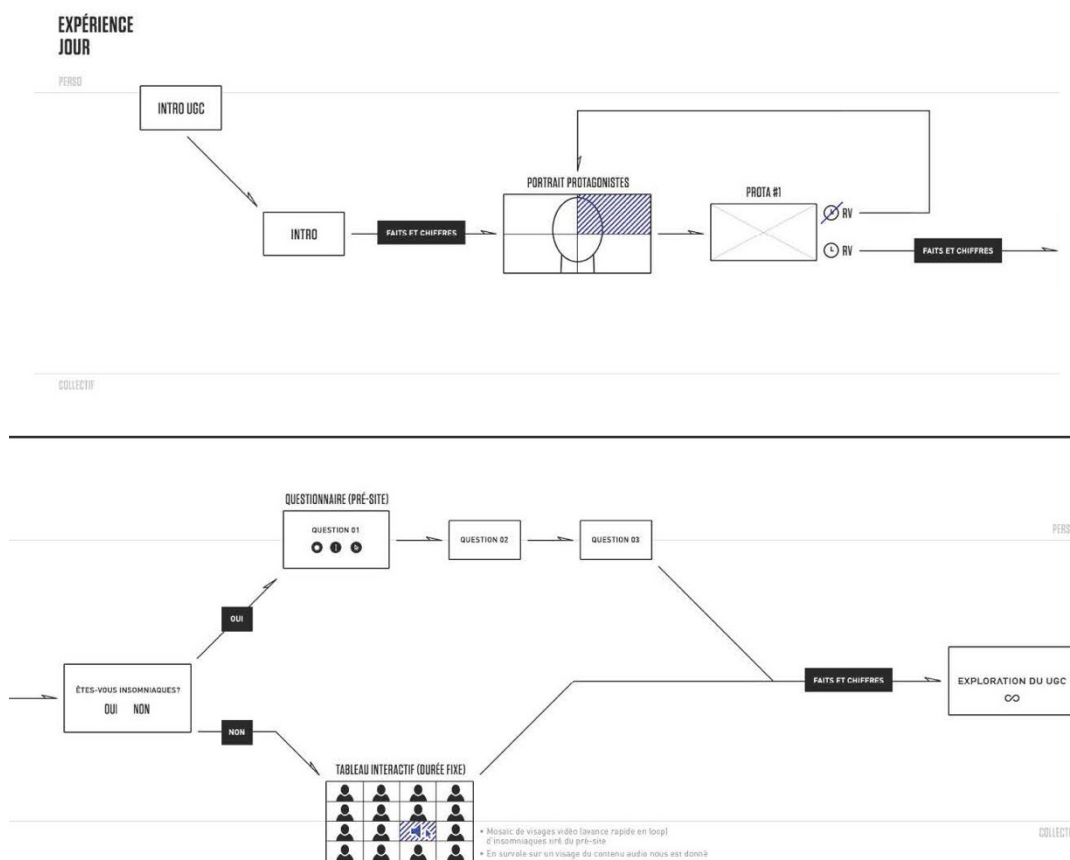 EXPÉRIENCE
JOUR
PERSO
INTRO UGC
INTRO
FAITS ET CHIFFRES
PORTRAIT PROTAGONISTES
PROTA #1
RV
RV
FAITS ET CHIFFRES
COLLECTIF
QUESTIONNAIRE (PRÉ-SITE)
QUESTION 01
QUESTION 02
QUESTION 03
PERS
OUI
ÊTES-VOUS INSOMNIAQUES?
OUI NON
NON
FAITS ET CHIFFRES
EXPLORATION DU UGC
∞
TABLEAU INTERACTIF (DURÉE FIXE)
• Mosaïc de visages vidéo (avance rapide en loop)
d'insomniaques tiré du pré-site
• En survole sur un visage du contenu audio nous est donné
COLLECT